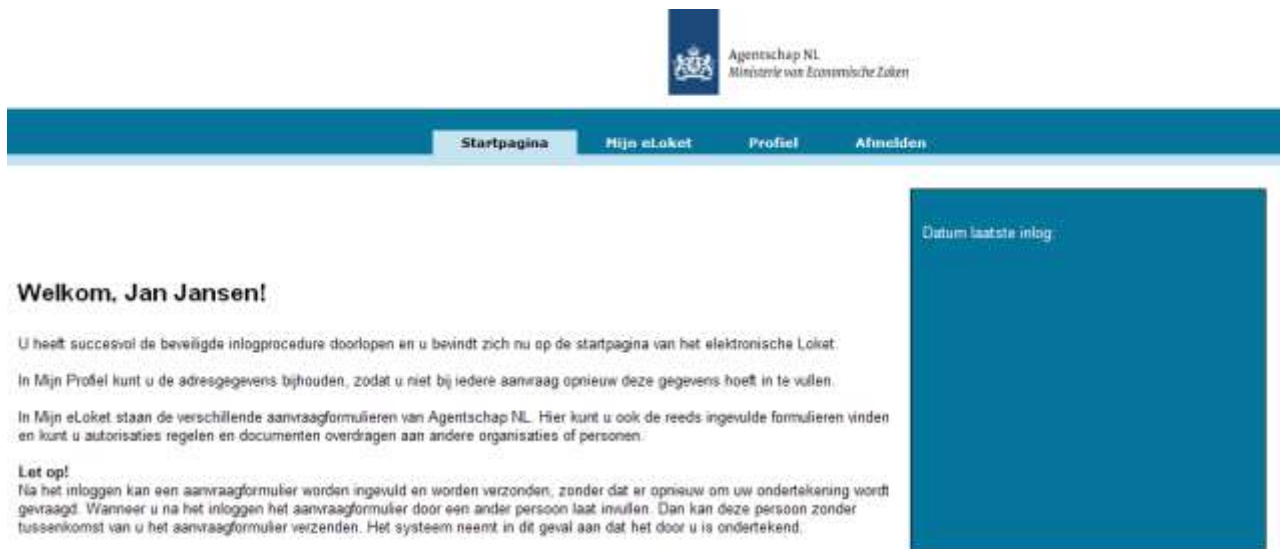 Agentschap NL
Ministerie van Economische Zaken
Startpagina Mijn eLoket Profiel Afmelden
Datum laatste inlog:
Welkom, Jan Jansen!
U heeft succesvol de beveiligde inlogprocedure doorlopen en u bevindt zich nu op de startpagina van het elektronische Loket.
In Mijn Profiel kunt u de adresgegevens bijhouden, zodat u niet bij iedere aanvraag opnieuw deze gegevens hoeft in te vullen.
In Mijn eLoket staan de verschillende aanvraagformulieren van Agentschap NL. Hier kunt u ook de reeds ingevulde formulieren vinden
en kunt u autorisaties regelen en documenten overdragen aan andere organisaties of personen.
Let op!
Na het inloggen kan een aanvraagformulier worden ingevuld en worden verzonden, zonder dat er opnieuw om uw ondertekening wordt
gevraagd. Wanneer u na het inloggen het aanvraagformulier door een ander persoon laat invullen. Dan kan deze persoon zonder
tussenkomst van u het aanvraagformulier verzenden. Het systeem neemt in dit geval aan dat het door u is ondertekend.